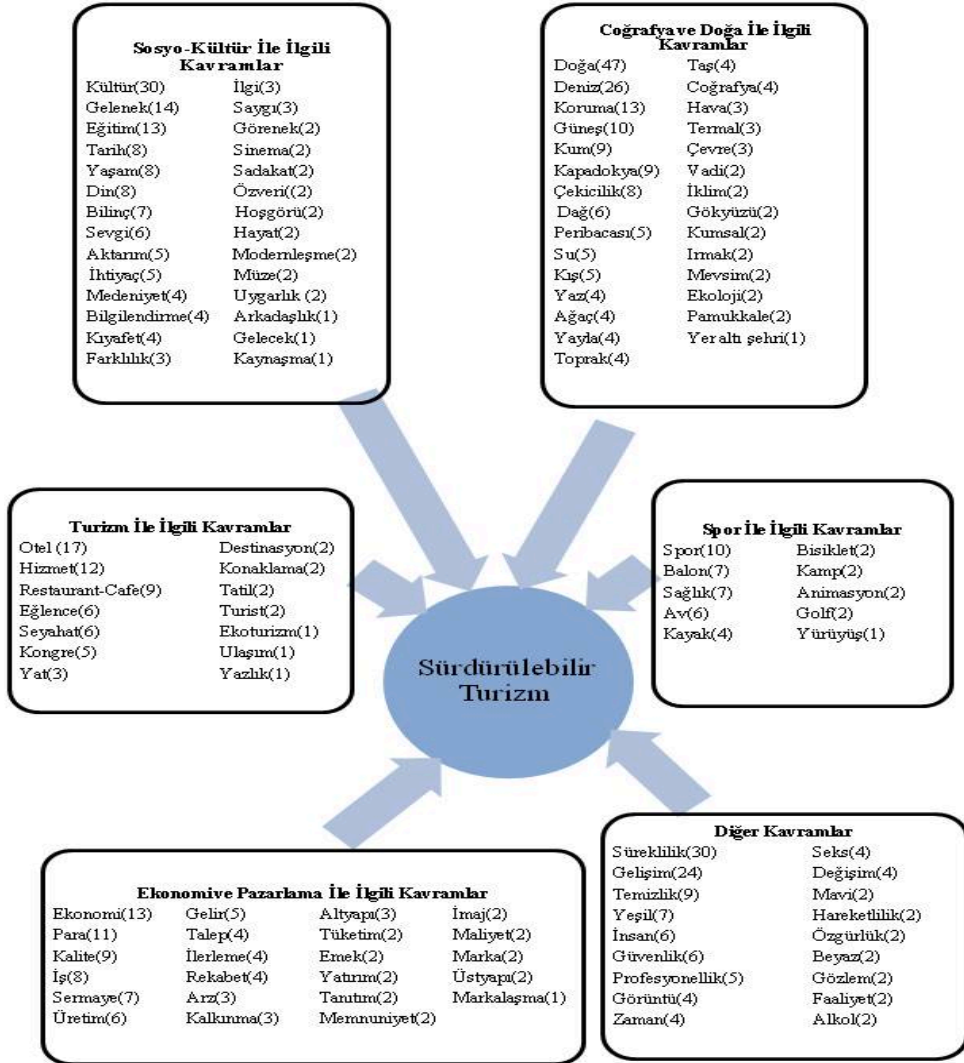 Sosyo-Kültür İle İlgili
Kavramlar
Kültür(30) İlgi(3)
Gelenek(14) Saygı(3)
Eğitim(13) Görenek(2)
Tarih(8) Sinema(2)
Yaşam(8) Sadakat(2)
Din(8) Özveri((2)
Bilinç(7) Hoşgörü(2)
Sevgi(6) Hayat(2)
Aktarım(5) Modernleşme(2)
İhtiyaç(5) Müze(2)
Medeniyet(4) Uygarlık (2)
Bilgilendirme(4) Arkadaşlık(1)
Kıyafet(4) Gelecek(1)
Farklılık(3) Kaynaşma(1)
Coğrafya ve Doğa İle İlgili
Kavramlar
Doğa(47) Taş(4)
Deniz(26) Coğrafya(4)
Koruma(13) Hava(3)
Güneş(10) Termal(3)
Kum(9) Çevre(3)
Kapadokya(9) Vadi(2)
Çekicilik(8) İklim(2)
Dağ(6) Gökyüzü(2)
Peribacası(5) Kumsal(2)
Su(5) Irmak(2)
Kış(5) Mevsim(2)
Yaz(4) Ekoloji(2)
Ağaç(4) Pamukkale(2)
Yayla(4) Yeraltı şehri(1)
Toprak(4)
Turizm İle İlgili Kavramlar
Otel (17) Destinasyon(2)
Hizmet(12) Konaklama(2)
Restaurant-Cafe(9) Tatil(2)
Eğlence(6) Turist(2)
Seyahat(6) Ekoturizm(1)
Kongre(5) Ulaşım(1)
Yat(3) Yazlık(1)
Spor İle İlgili Kavramlar
Spor(10) Bisiklet(2)
Balon(7) Kamp(2)
Sağlık(7) Animasyon(2)
Av(6) Golf(2)
Kayak(4) Yürüyüş(1)
Sürdürülebilir
Turizm
Ekonomive Pazarlama İle İlgili Kavramlar
Ekonomi(13) Gelir(5) Altyapı(3) İmaj(2)
Para(11) Talep(4) Tüketim(2) Maliyet(2)
Kalite(9) İlerleme(4) Emek(2) Marka(2)
İş(8) Rekabet(4) Yatırım(2) Üstyapı(2)
Sermaye(7) Arz(3) Tanıtım(2) Markalaşma(1)
Üretim(6) Kalkınma(3) Memnuniyet(2)
Diğer Kavramlar
Süreklilik(30) Seks(4)
Gelişim(24) Değişim(4)
Temizlik(9) Mavi(2)
Yeşil(7) Hareketlilik(2)
İnsan(6) Özgürlük(2)
Güvenlik(6) Beyaz(2)
Profesyonellik(5) Gözlem(2)
Görüntü(4) Faaliyet(2)
Zaman(4) Alkol(2)